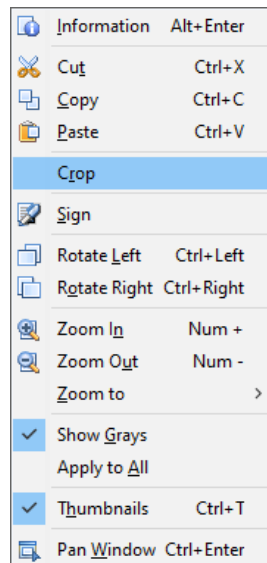 Information Alt+Enter
Cut Ctrl+X
Copy Ctrl+C
Paste Ctrl+V
Crop
Sign
Rotate Left Ctrl+Left
Rotate Right Ctrl+Right
Zoom In Num +
Zoom Out Num -
Zoom to
Show Grays
Apply to All
Thumbnails Ctrl+T
Pan Window Ctrl+Enter